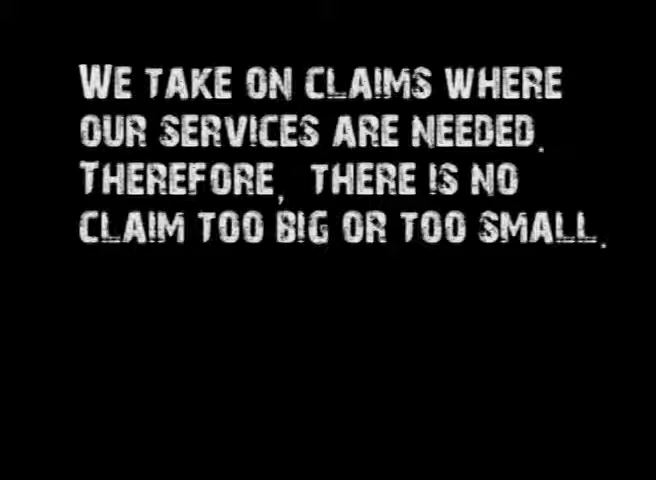 We take on claims where
our services are needed.
Therefore, there is no
claim too big or too small.